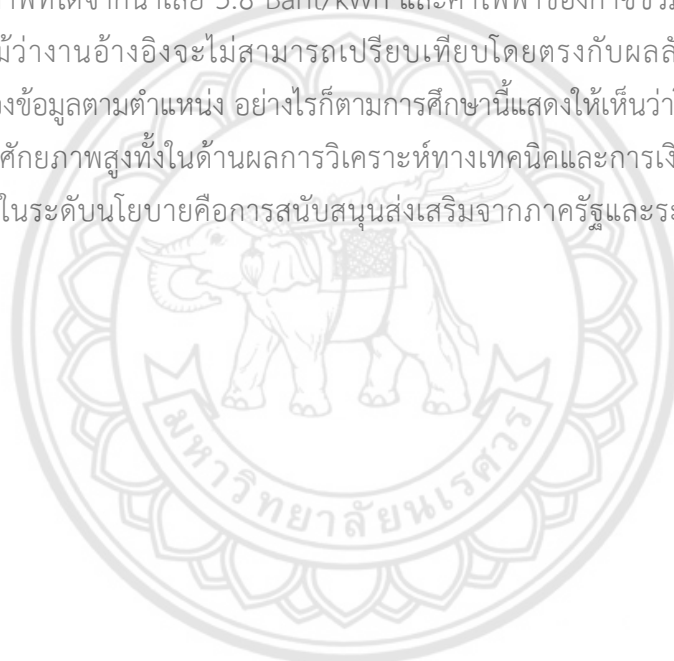 ภาพที่ได้จากน้ำเสีย 5.8 Baht/kWh และค่าไฟฟ้าของก๊าซชีวม
ม้ว่างานอ้างอิงจะไม่สามารถเปรียบเทียบโดยตรงกับผลลั
งข้อมูลตามตำแหน่ง อย่างไรก็ตามการศึกษานี้แสดงให้เห็นว่า
ศักยภาพสูงทั้งในด้านผลการวิเคราะห์ทางเทคนิคและการเงิ
ในระดับนโยบายคือการสนับสนุนส่งเสริมจากภาครัฐและระ
มหาวิทยาลัยนเรศวร